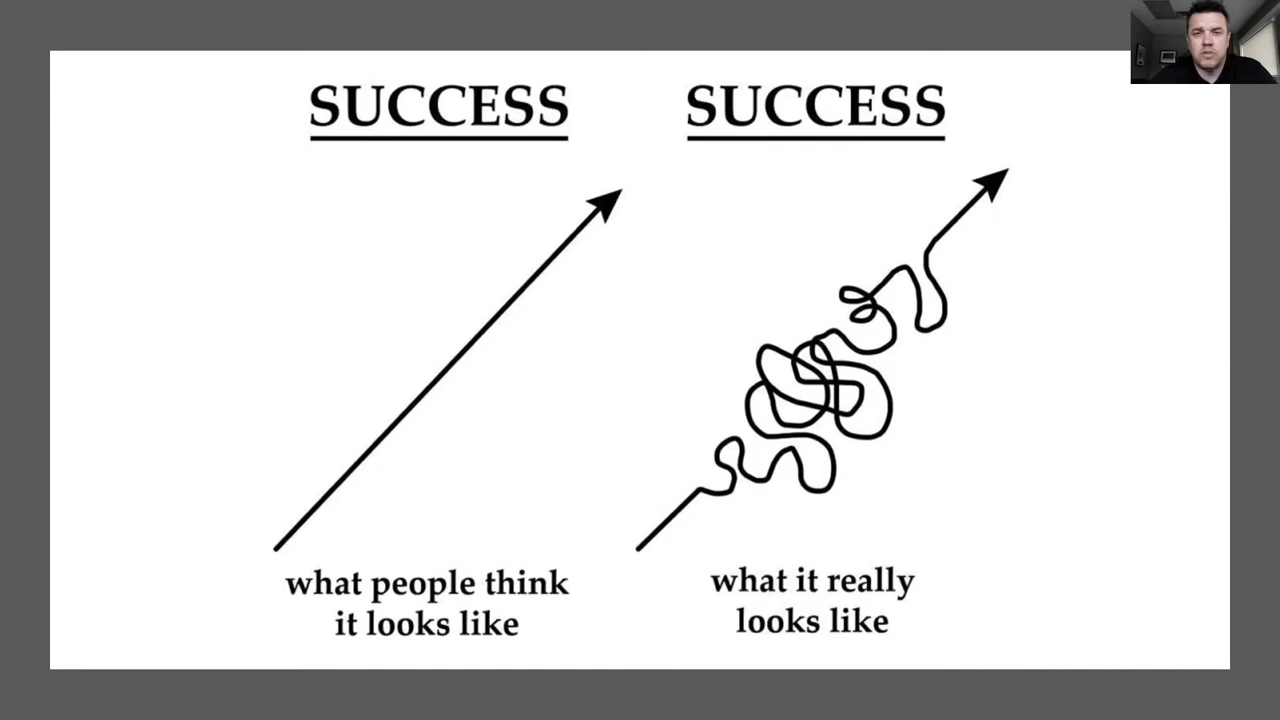 SUCCESS
what people think
it looks like
SUCCESS
what it really
looks like